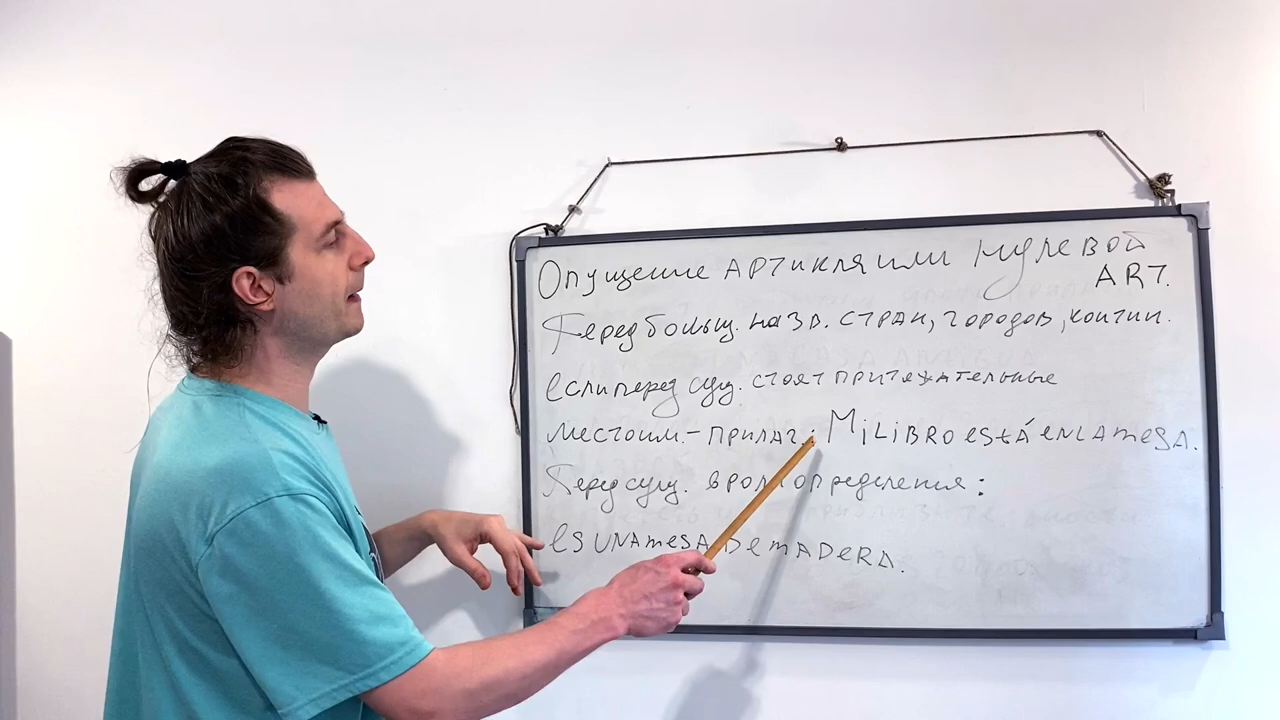 Опущение артикля или нулевой
ART.
Перед больш. назв. стран, городов, контин.
Если перед сущ. стоят притяжательные
местоим.-прилаг.: Mi libro está en la mesa.
Перед сущ. в роли определения:
Es una mesa de madera.